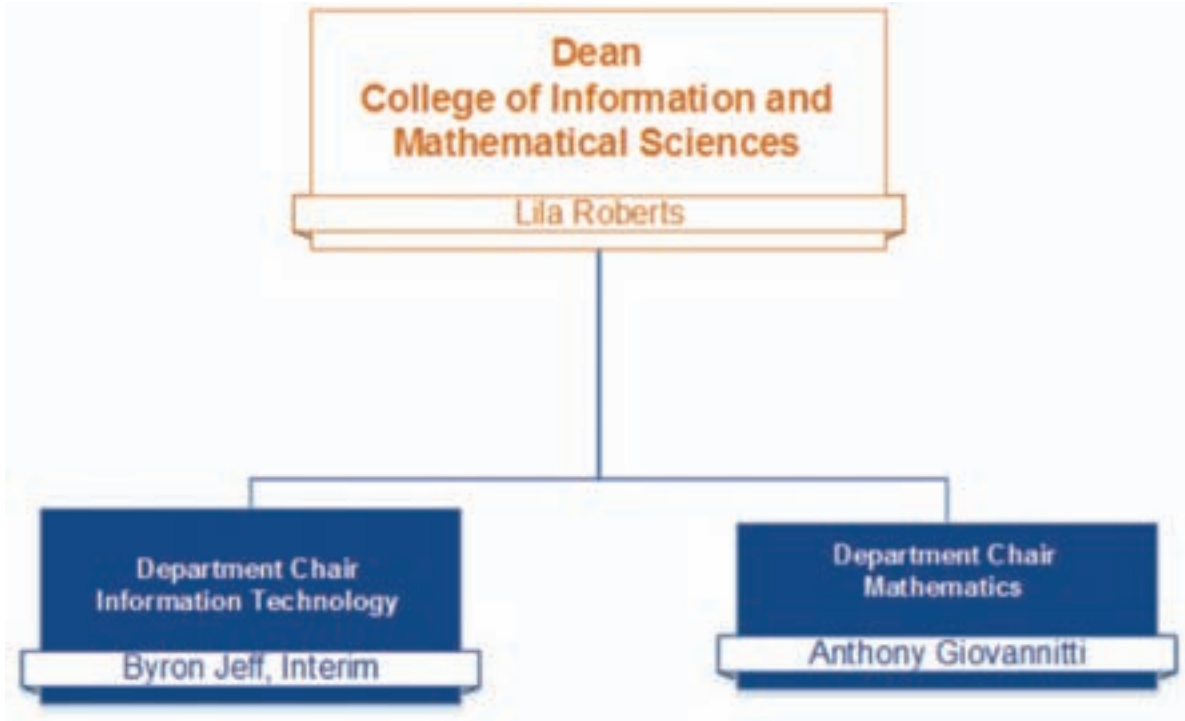 Dean
College of Information and
Mathematical Sciences
Lila Roberts
Department Chair
Information Technology
Byron Jeff, Interim
Department Chair
Mathematics
Anthony Giovannitti